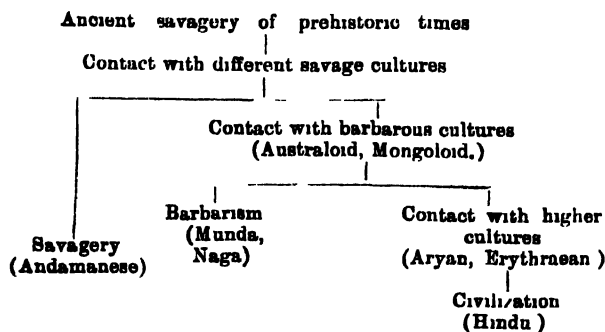 Ancient savagery of prehistoric times
Contact with different savage cultures
Contact with barbarous cultures
(Australoid, Mongoloid.)
Barbarism
(Munda,
Naga)
Contact with higher
cultures
(Aryan, Erythraean)
Savagery
(Andamanese)
Civilization
(Hindu)